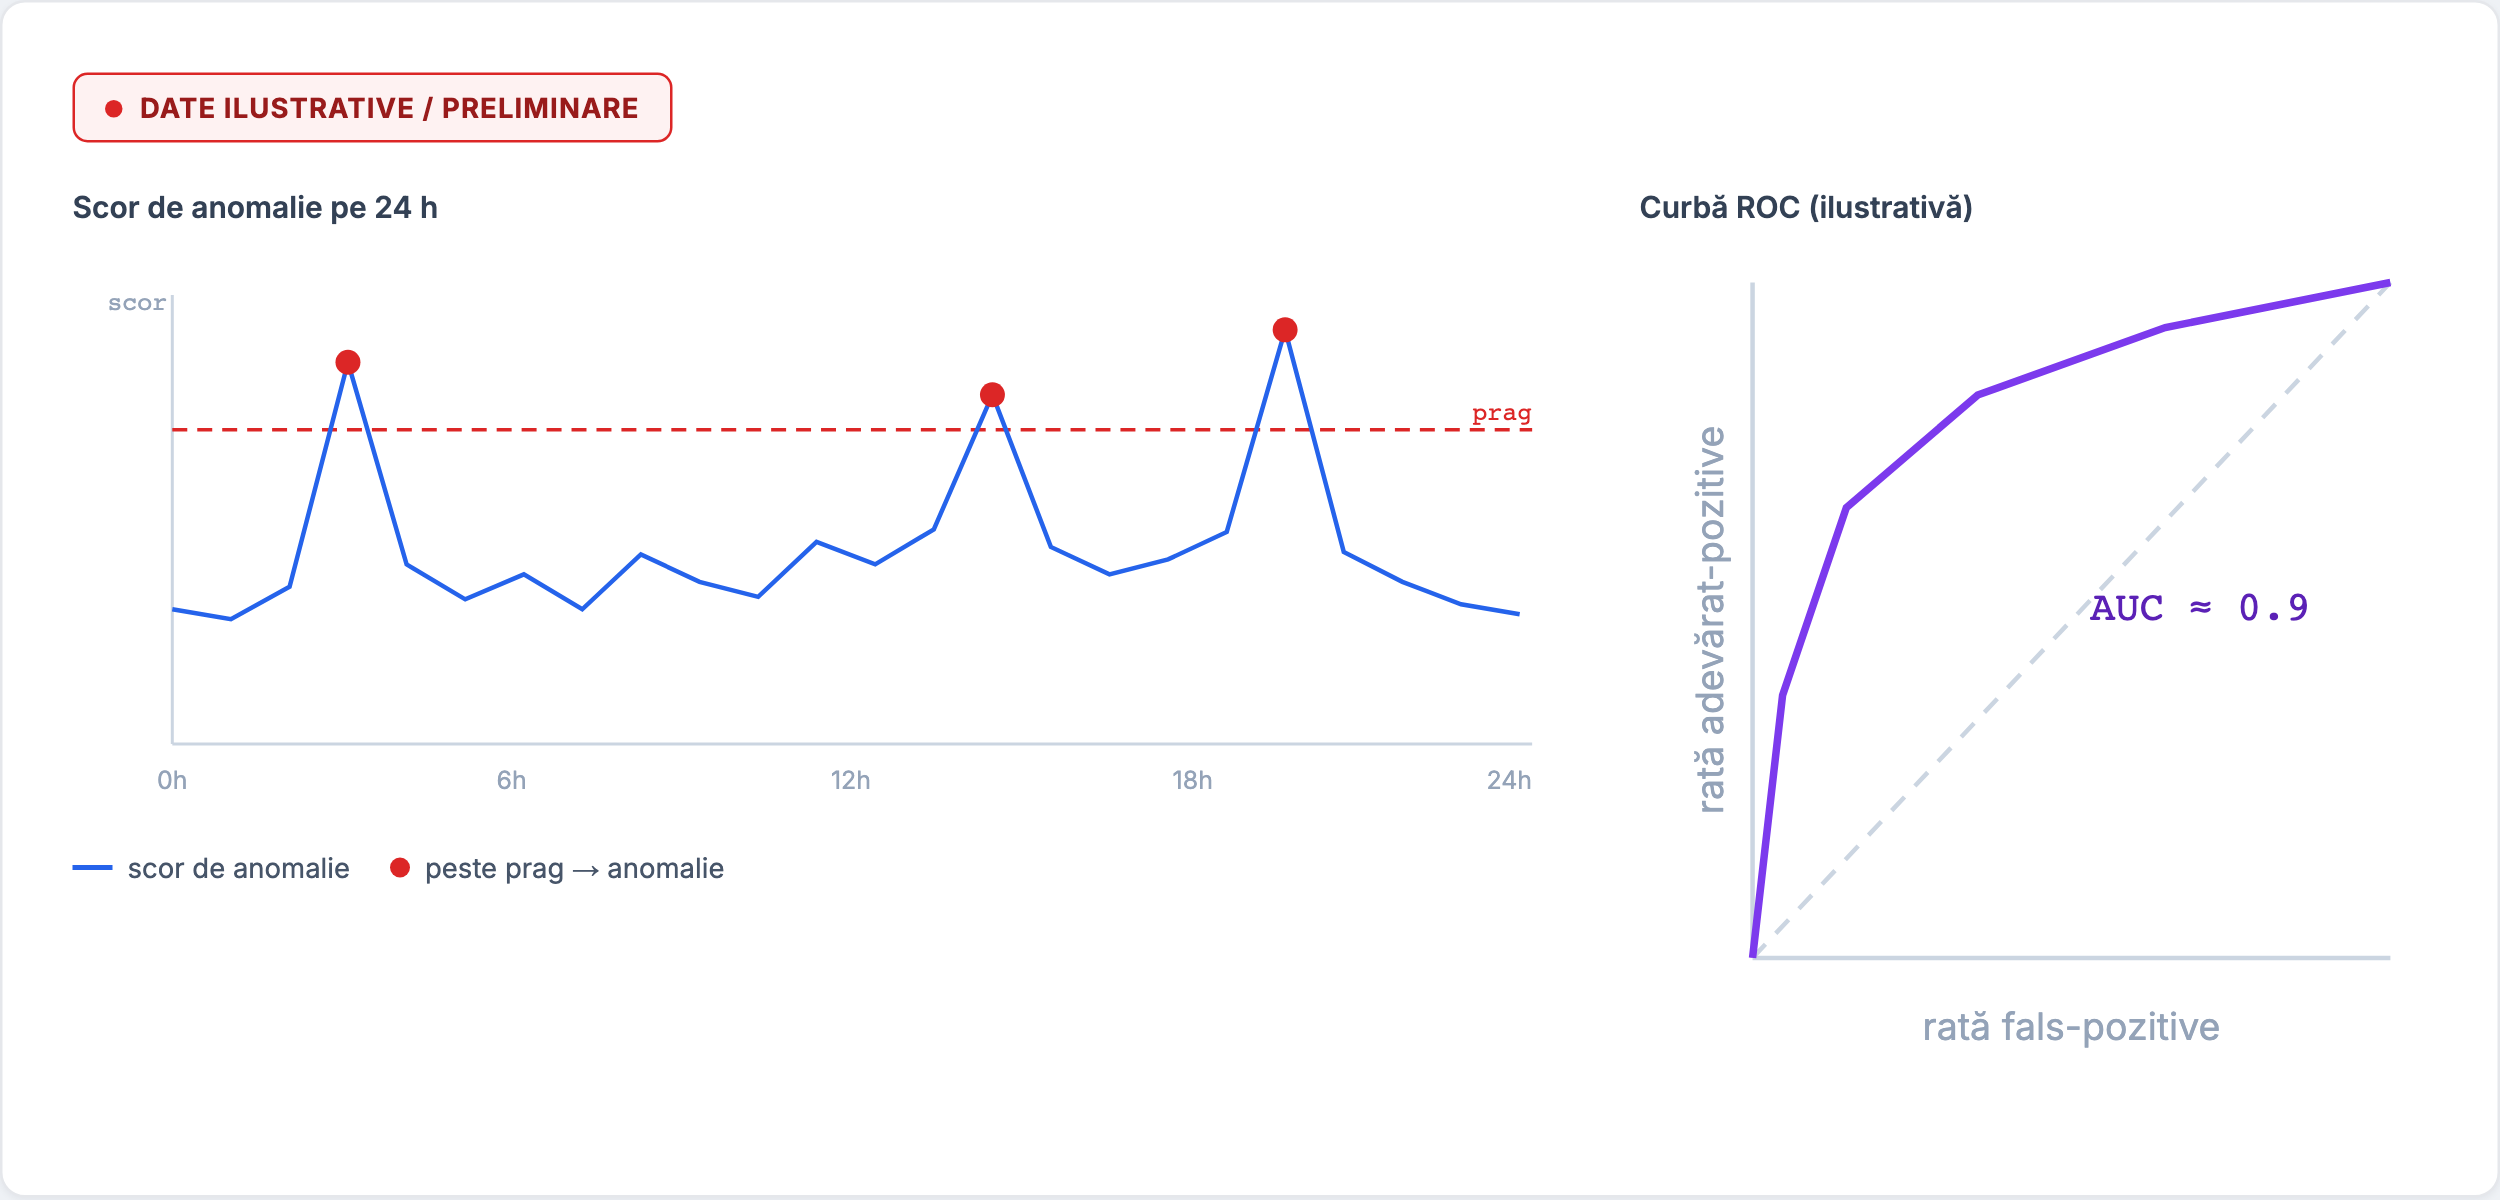 DATE ILUSTRATIVE / PRELIMINARE
Scor de anomalie pe 24 h
scor
prag
0h 6h 12h 18h 24h
scor de anomalie peste prag → anomalie
Curbă ROC (ilustrativă)
rată adevărat-pozitive
AUC ≈ 0.9
rată fals-pozitive